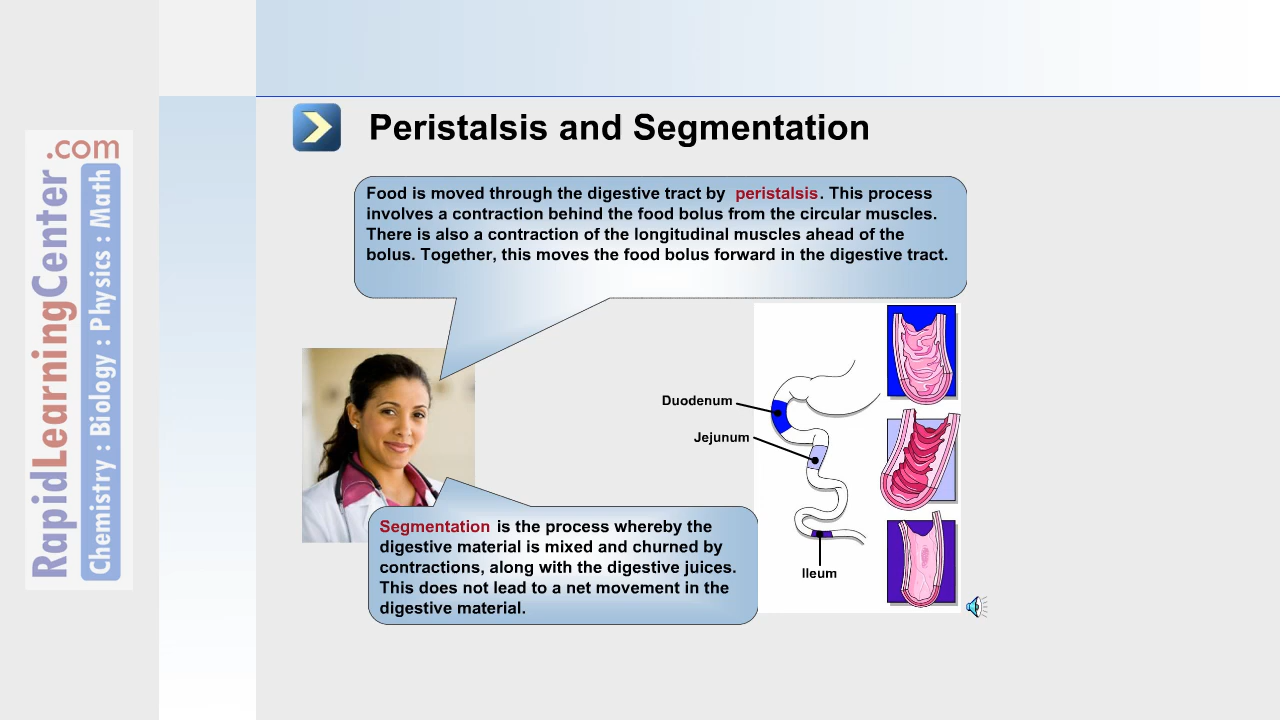 RapidLearningCenter.com
Chemistry : Biology : Physics : Math
Peristalsis and Segmentation
Food is moved through the digestive tract by peristalsis. This process
involves a contraction behind the food bolus from the circular muscles.
There is also a contraction of the longitudinal muscles ahead of the
bolus. Together, this moves the food bolus forward in the digestive tract.
Duodenum
Jejunum
Segmentation is the process whereby the
digestive material is mixed and churned by
contractions, along with the digestive juices.
This does not lead to a net movement in the
digestive material.
Ileum